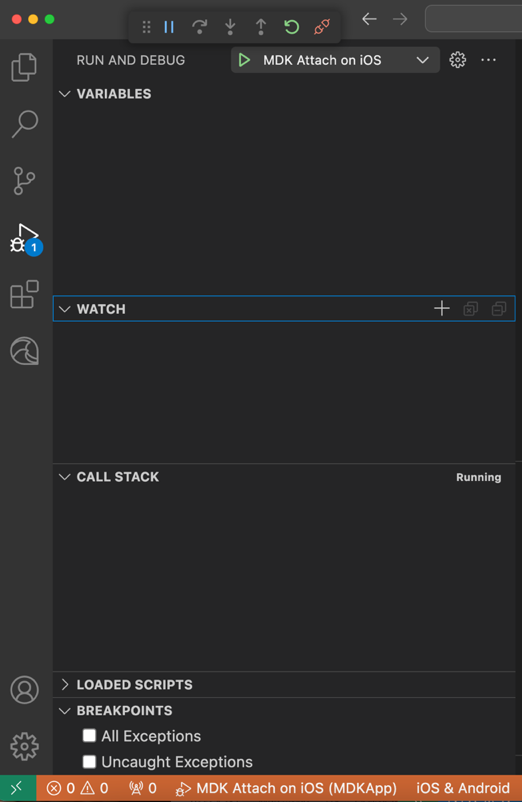 RUN AND DEBUG MDK Attach on iOS
VARIABLES
1
WATCH
CALL STACK Running
LOADED SCRIPTS
BREAKPOINTS
All Exceptions
Uncaught Exceptions
0 0 0 MDK Attach on iOS (MDKApp) iOS & Android